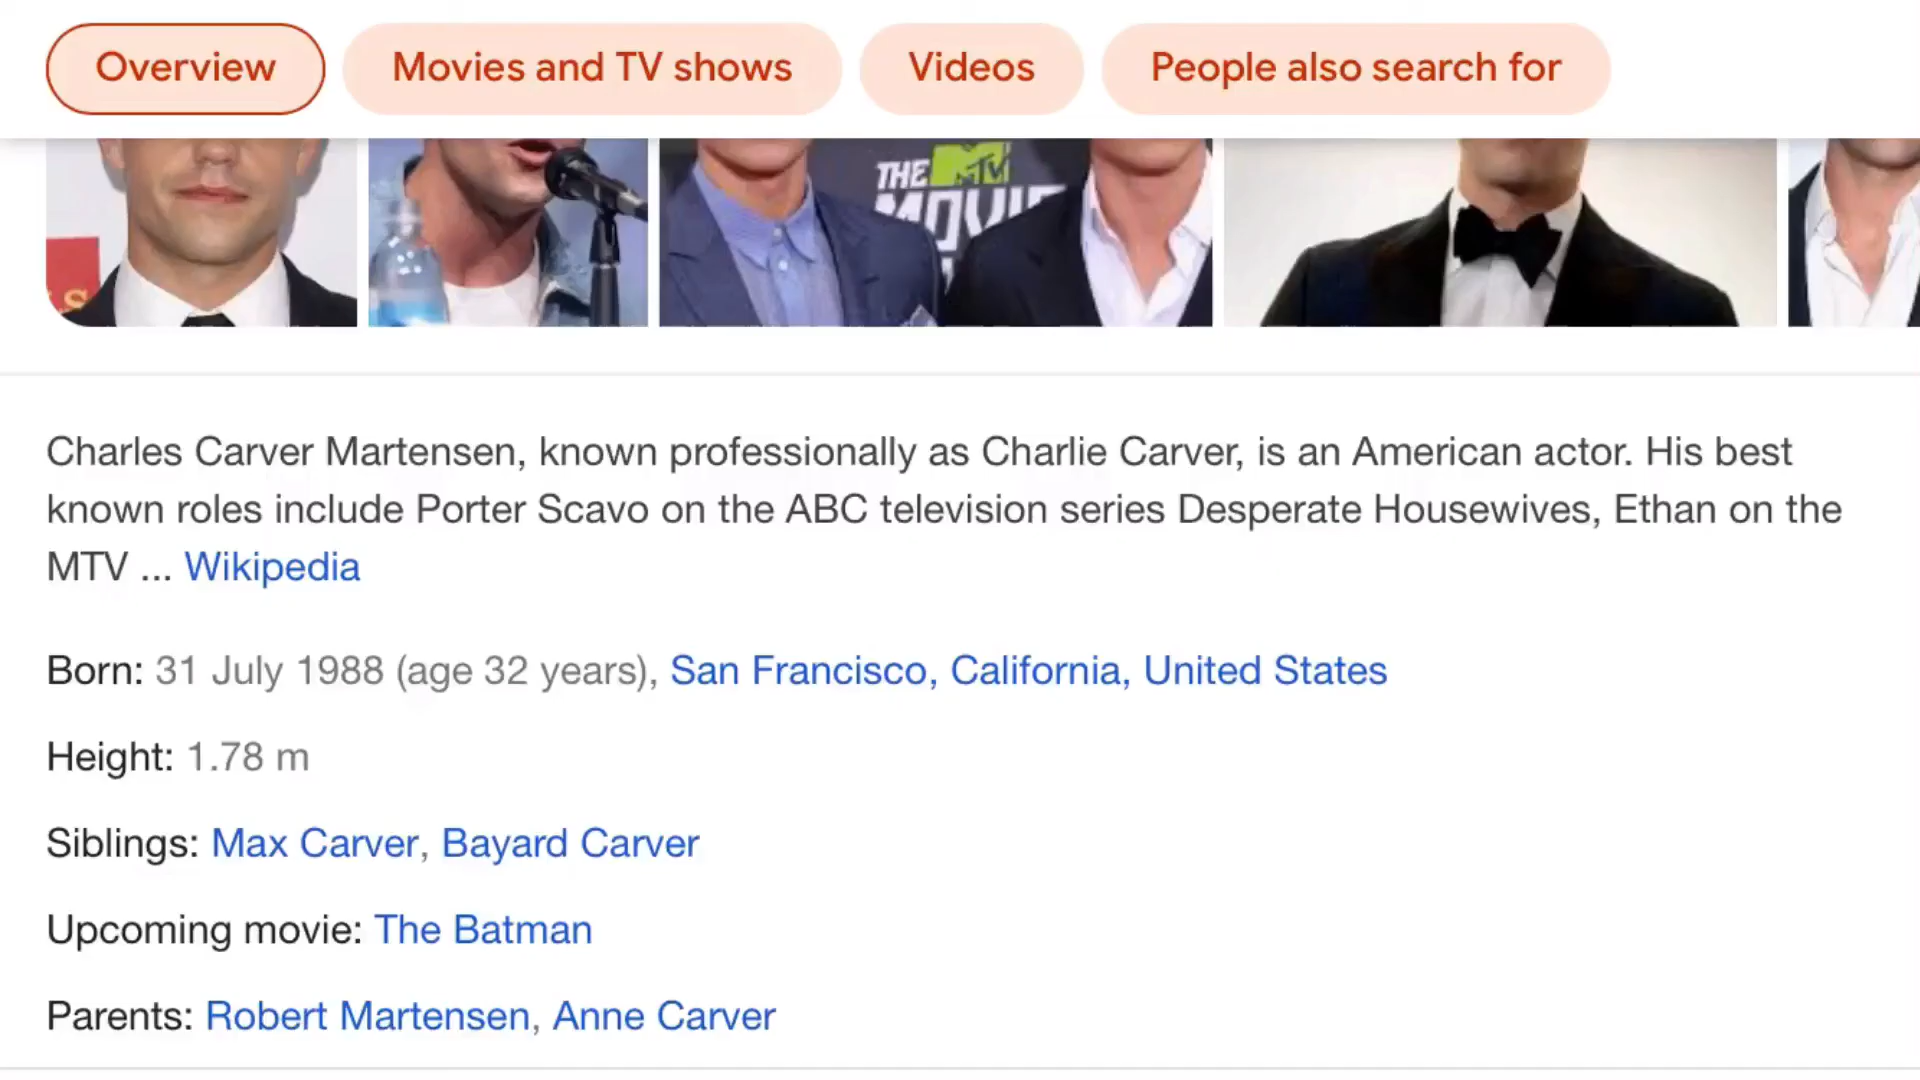 Overview
Movies and TV shows
Videos
People also search for
THE MTV
MOVIE
S
Charles Carver Martensen, known professionally as Charlie Carver, is an American actor. His best
known roles include Porter Scavo on the ABC television series Desperate Housewives, Ethan on the
MTV ... Wikipedia
Born: 31 July 1988 (age 32 years), San Francisco, California, United States
Height: 1.78 m
Siblings: Max Carver, Bayard Carver
Upcoming movie: The Batman
Parents: Robert Martensen, Anne Carver